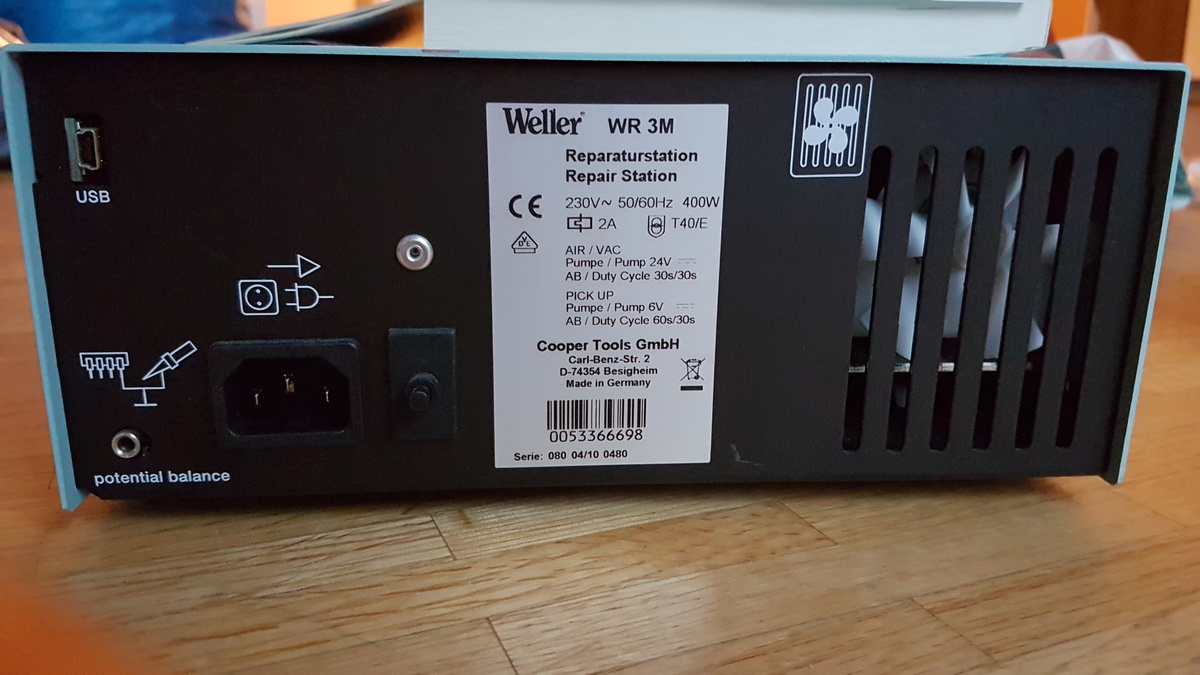 USB
potential balance
Weller® WR 3M
Reparaturstation
Repair Station
CE 230V~ 50/60Hz 400W
2A T40/E
VDE
AIR / VAC
Pumpe / Pump 24V
AB / Duty Cycle 30s/30s
PICK UP
Pumpe / Pump 6V
AB / Duty Cycle 60s/30s
Cooper Tools GmbH
Carl-Benz-Str. 2
D-74354 Besigheim
Made in Germany
0053366698
Serie: 080 04/10 0480